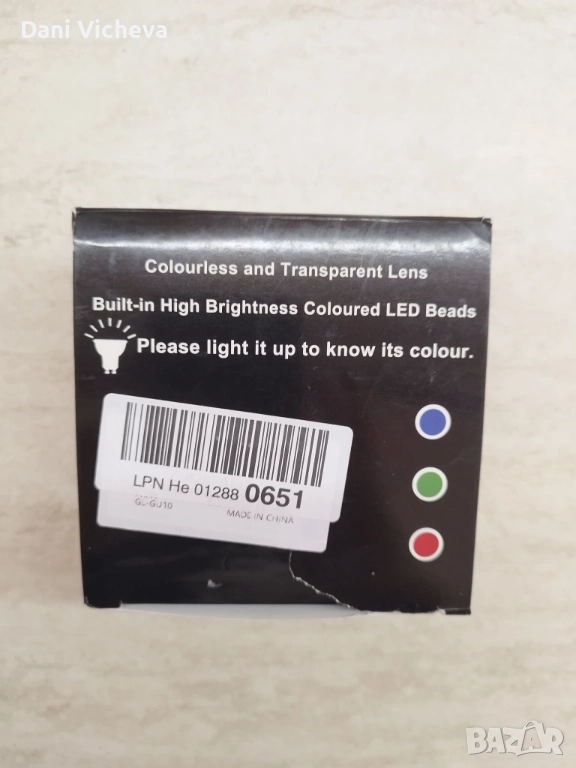 Dani Vicheva
Colourless and Transparent Lens
Built-in High Brightness Coloured LED Beads
Please light it up to know its colour.
LPN He 01288 0651
MADE IN CHINA
BAZAR